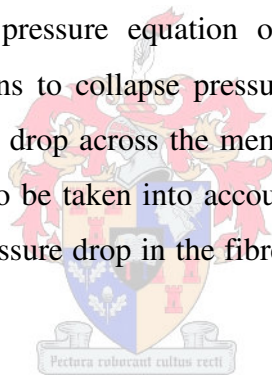 pressure equation o
ns to collapse pressu
drop across the mem
o be taken into accou
ssure drop in the fibre
Pectora roborant cultus recti